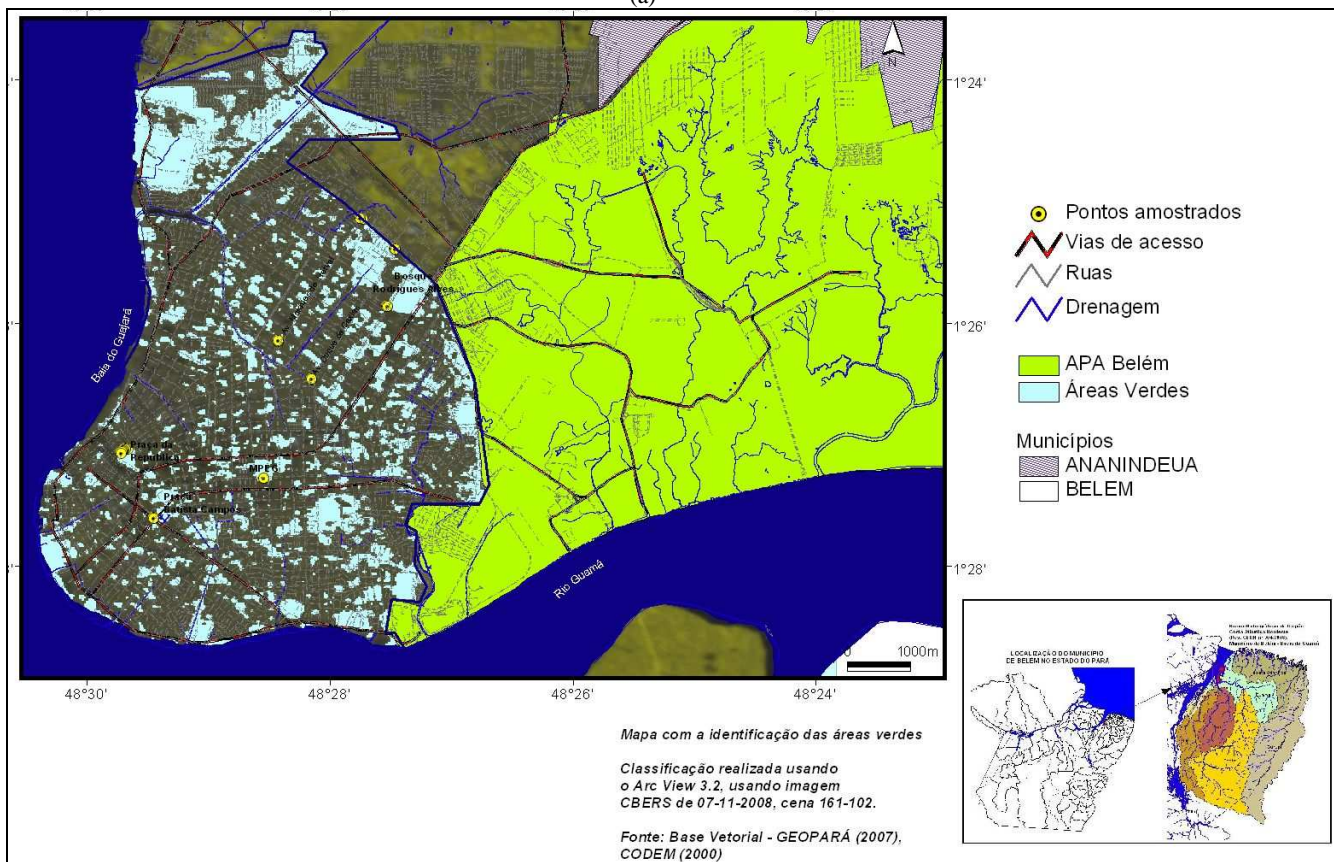 (a)
N
1°24'
1°26'
1°28'
Baía do Guajará
Bosque
Rodrigues Alves
Praça da
República
MPEG
Praça
Batista Campos
Rio Guamá
0 1000m
48°30'
48°28'
48°26'
48°24'
Pontos amostrados
Vias de acesso
Ruas
Drenagem
APA Belém
Áreas Verdes
Municípios
ANANINDEUA
BELEM
Mapa com a identificação das áreas verdes
Classificação realizada usando
o Arc View 3.2, usando imagem
CBERS de 07-11-2008, cena 161-102.
Fonte: Base Vetorial - GEOPARÁ (2007),
CODEM (2000)
LOCALIZAÇÃO DO MUNICÍPIO
DE BELEM NO ESTADO DO PARÁ